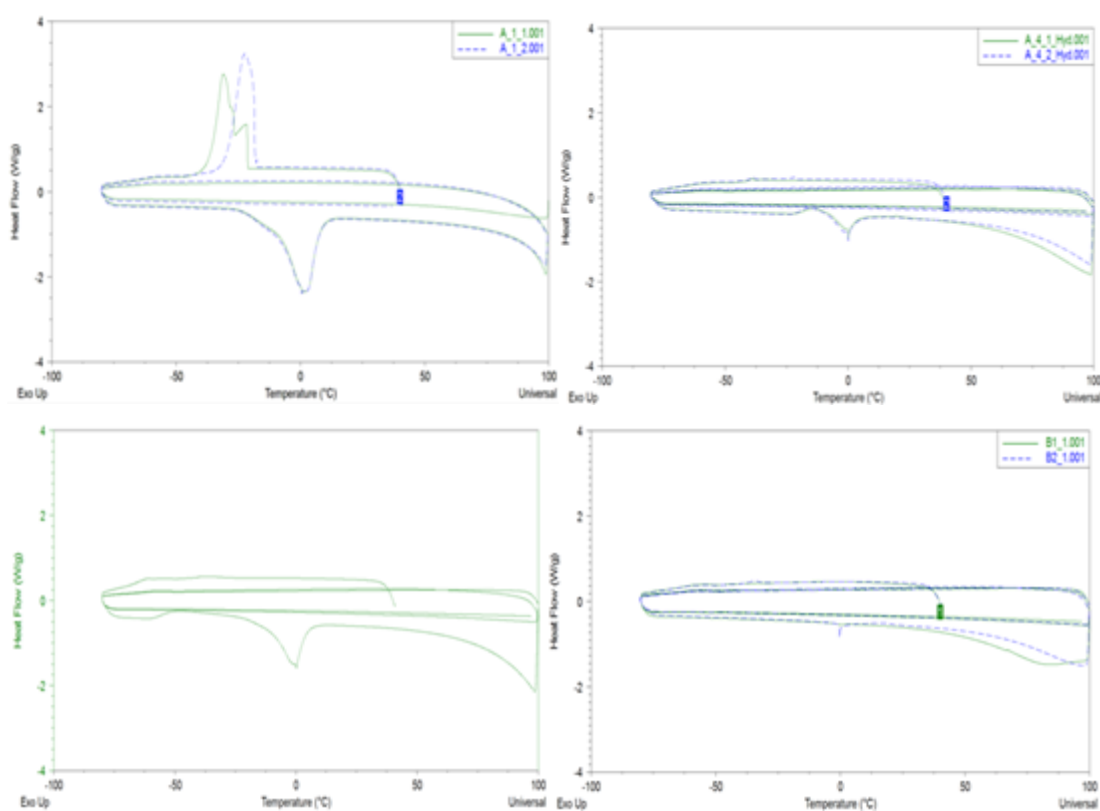 4
A_1_1.001
A_1_2.001
2
Heat Flow (W/g)
0
-2
-4
-100
-50
0
50
100
Exo Up
Temperature (°C)
Universal
4
A_4_1_Hyd.001
A_4_2_Hyd.001
2
Heat Flow (W/g)
0
-2
-4
-100
-50
0
50
100
Exo Up
Temperature (°C)
Universal
4
2
Heat Flow (W/g)
0
-2
-4
-100
-50
0
50
100
Exo Up
Temperature (°C)
Universal
4
B1_1.001
B2_1.001
2
Heat Flow (W/g)
0
-2
-4
-100
-50
0
50
100
Exo Up
Temperature (°C)
Universal